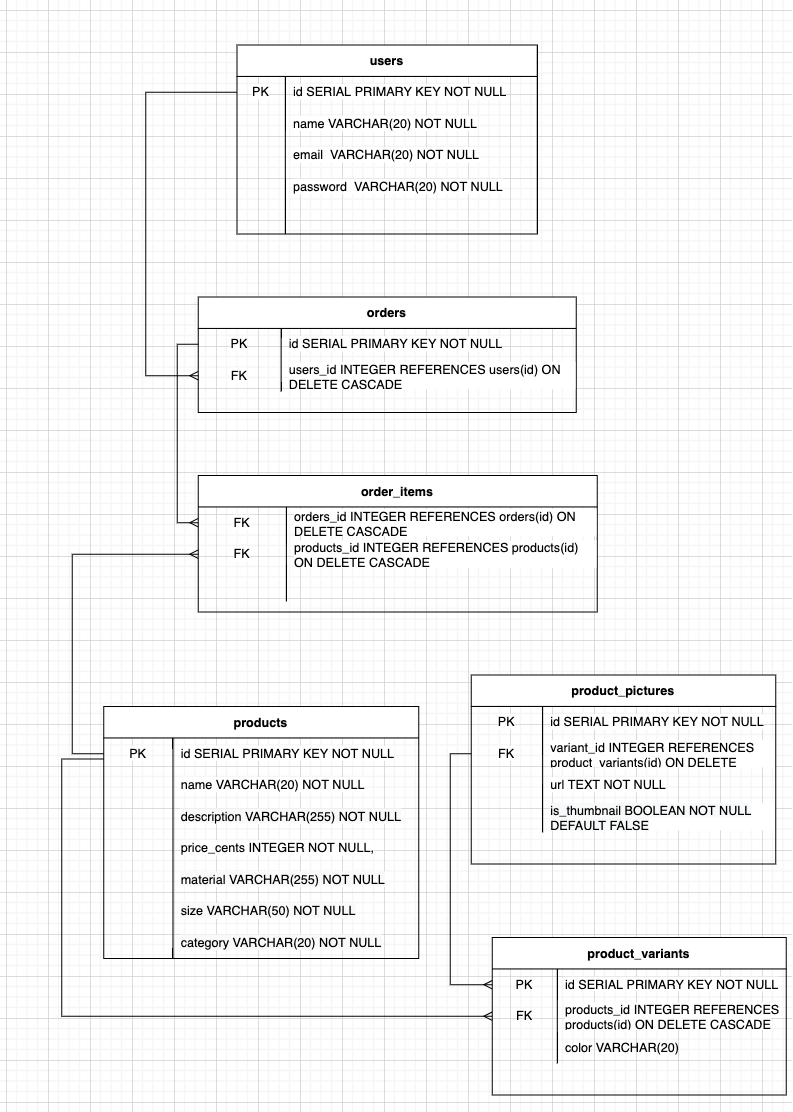 users
PK id SERIAL PRIMARY KEY NOT NULL
name VARCHAR(20) NOT NULL
email VARCHAR(20) NOT NULL
password VARCHAR(20) NOT NULL
orders
PK id SERIAL PRIMARY KEY NOT NULL
FK users_id INTEGER REFERENCES users(id) ON
DELETE CASCADE
order_items
FK orders_id INTEGER REFERENCES orders(id) ON
DELETE CASCADE
FK products_id INTEGER REFERENCES products(id)
ON DELETE CASCADE
products
PK id SERIAL PRIMARY KEY NOT NULL
name VARCHAR(20) NOT NULL
description VARCHAR(255) NOT NULL
price_cents INTEGER NOT NULL,
material VARCHAR(255) NOT NULL
size VARCHAR(50) NOT NULL
category VARCHAR(20) NOT NULL
product_pictures
PK id SERIAL PRIMARY KEY NOT NULL
FK variant_id INTEGER REFERENCES
product_variants(id) ON DELETE
url TEXT NOT NULL
is_thumbnail BOOLEAN NOT NULL
DEFAULT FALSE
product_variants
PK id SERIAL PRIMARY KEY NOT NULL
FK products_id INTEGER REFERENCES
products(id) ON DELETE CASCADE
color VARCHAR(20)